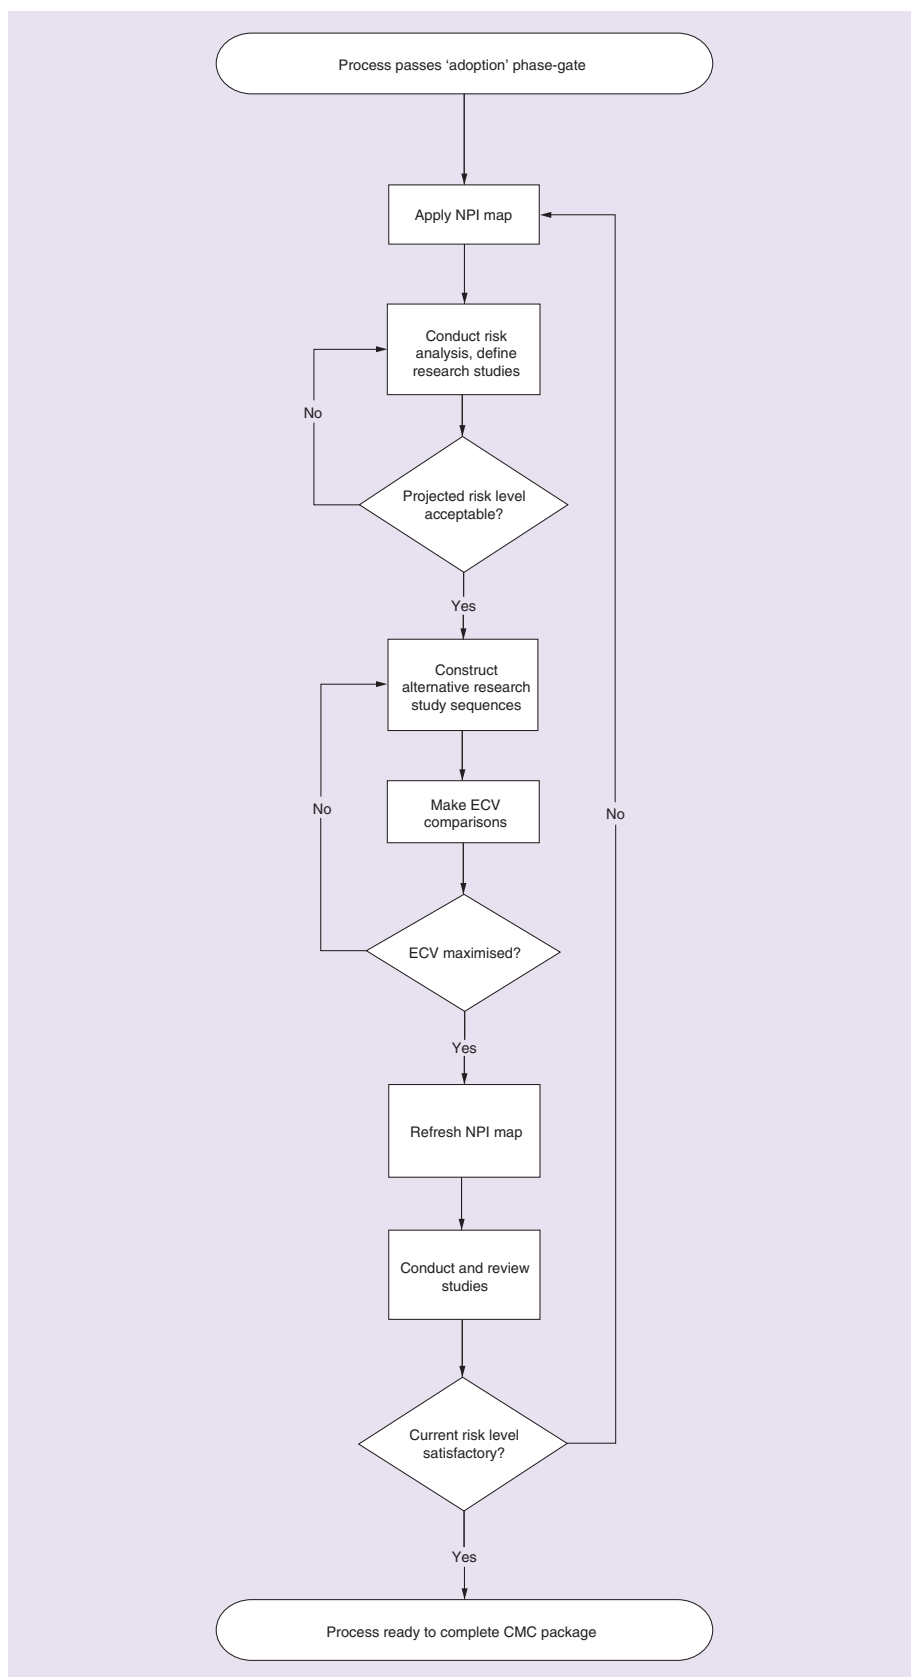 Process passes ‘adoption’ phase-gate
Apply NPI map
Conduct risk
analysis, define
research studies
No
Projected risk level
acceptable?
Yes
Construct
alternative research
study sequences
No
Make ECV
comparisons
No
ECV maximised?
Yes
Refresh NPI map
Conduct and review
studies
Current risk level
satisfactory?
Yes
Process ready to complete CMC package